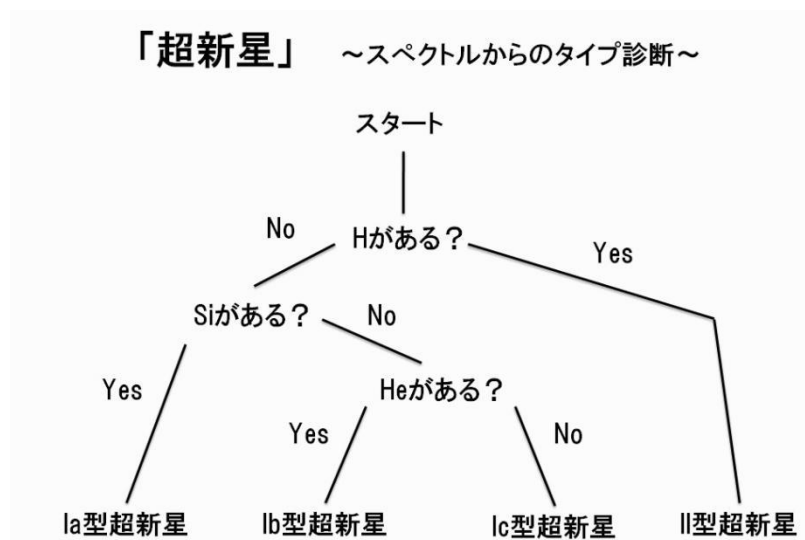 「超新星」 ～スペクトルからのタイプ診断～
スタート
No
Hがある？
Yes
Siがある？
No
Yes
Heがある？
Yes
No
Ia型超新星
Ib型超新星
Ic型超新星
II型超新星